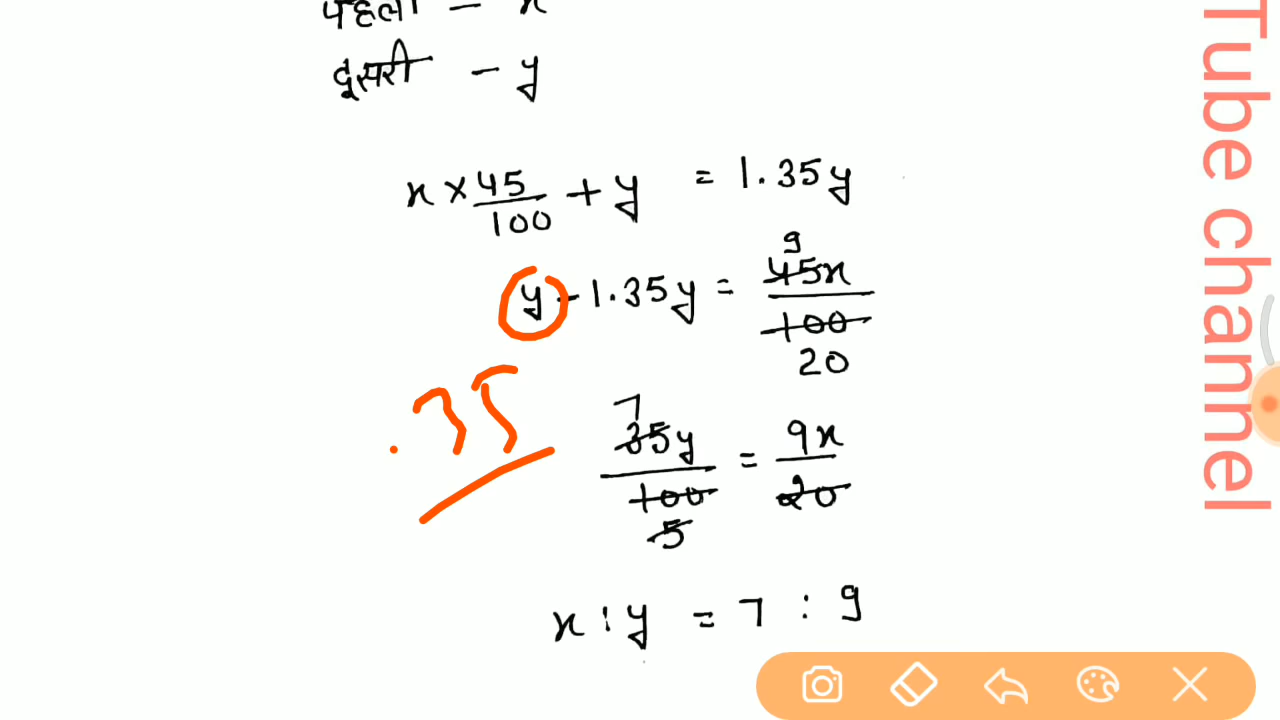 पहली - x
दूसरी - y
x × 45/100 + y = 1.35y
9
y - 1.35y = 45x/100
20
.35
7
35y/100 = 9x/20
5
x : y = 7 : 9
Tube channel